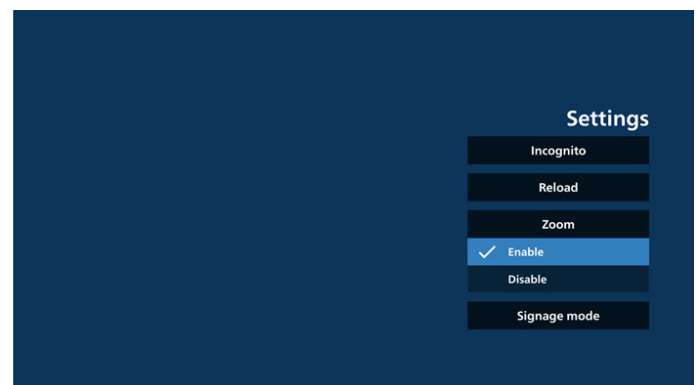 Settings
Incognito
Reload
Zoom
Enable
Disable
Signage mode